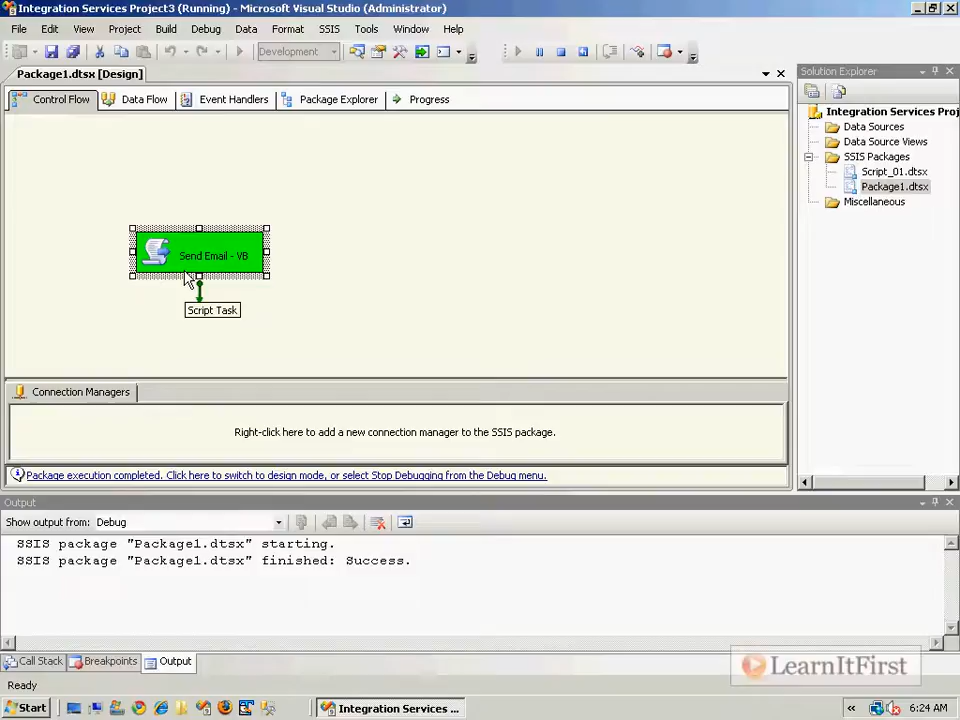 Integration Services Project3 (Running) - Microsoft Visual Studio (Administrator)
File Edit View Project Build Debug Data Format SSIS Tools Window Help
Development
Package1.dtsx [Design]
Solution Explorer
Control Flow Data Flow Event Handlers Package Explorer Progress
Integration Services Proj
Data Sources
Data Source Views
SSIS Packages
Script_01.dtsx
Package1.dtsx
Miscellaneous
Send Email - VB
Script Task
Connection Managers
Right-click here to add a new connection manager to the SSIS package.
Package execution completed. Click here to switch to design mode, or select Stop Debugging from the Debug menu.
Output
Show output from: Debug
SSIS package "Package1.dtsx" starting.
SSIS package "Package1.dtsx" finished: Success.
Call Stack Breakpoints Output
LearnItFirst
Ready
Start Integration Services ... « 6:24 AM